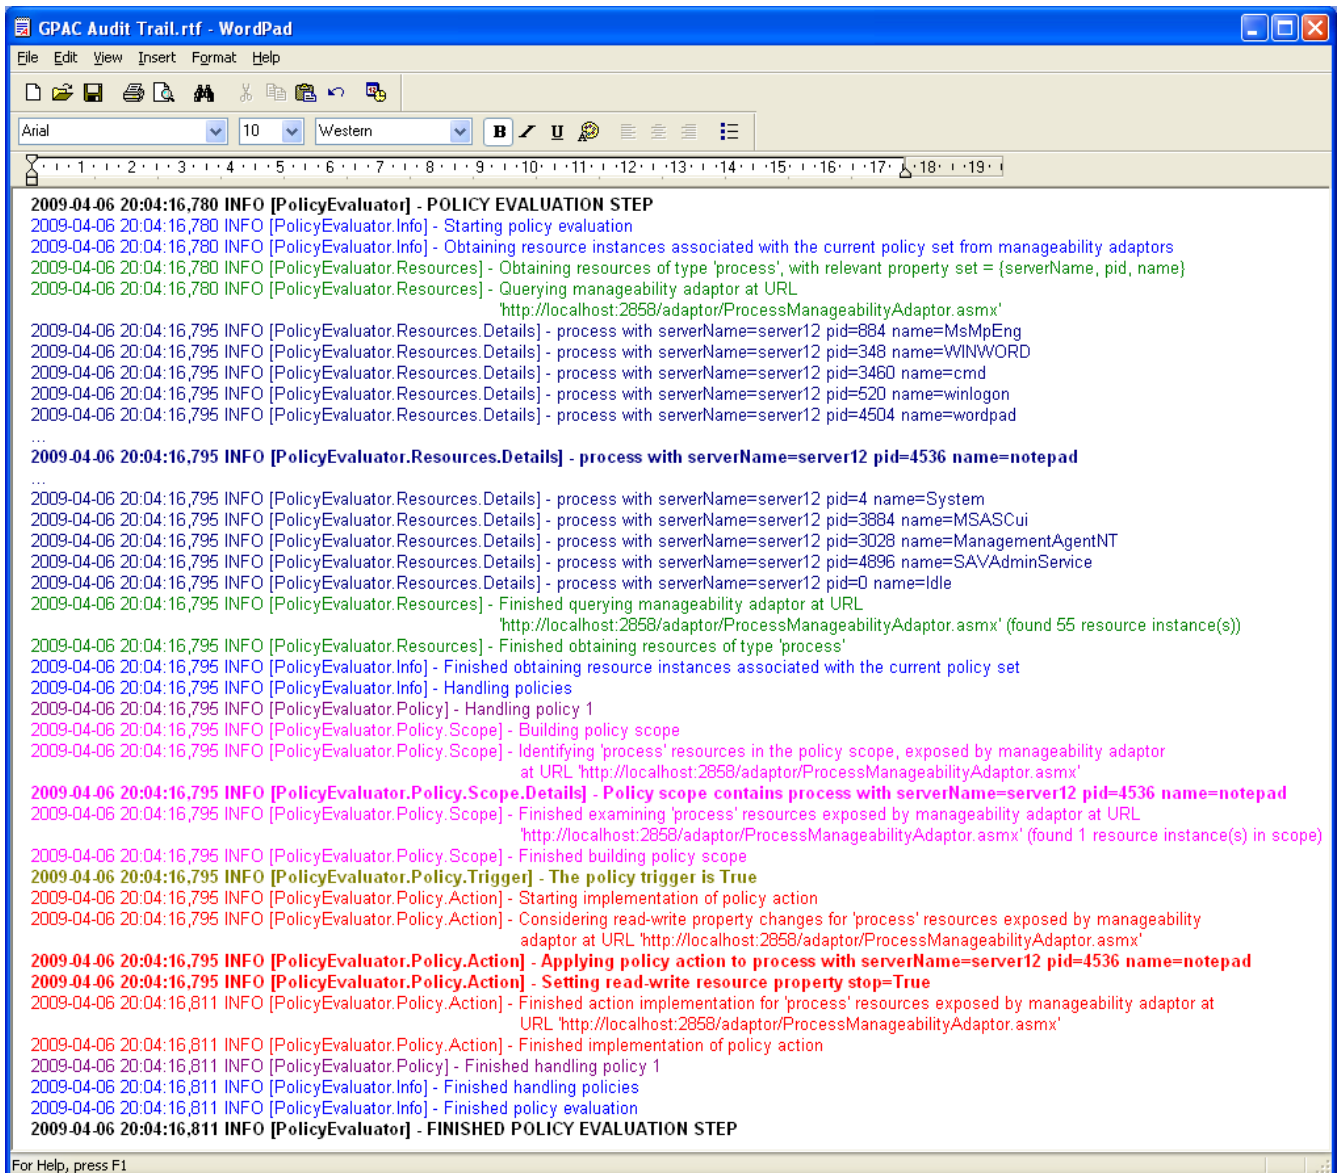 GPAC Audit Trail.rtf - WordPad
File Edit View Insert Format Help
Arial 10 Western B I U
1 2 3 4 5 6 7 8 9 10 11 12 13 14 15 16 17 18 19
2009-04-06 20:04:16,780 INFO [PolicyEvaluator] - POLICY EVALUATION STEP
2009-04-06 20:04:16,780 INFO [PolicyEvaluator.Info] - Starting policy evaluation
2009-04-06 20:04:16,780 INFO [PolicyEvaluator.Info] - Obtaining resource instances associated with the current policy set from manageability adaptors
2009-04-06 20:04:16,780 INFO [PolicyEvaluator.Resources] - Obtaining resources of type 'process', with relevant property set = {serverName, pid, name}
2009-04-06 20:04:16,780 INFO [PolicyEvaluator.Resources] - Querying manageability adaptor at URL
'http://localhost:2858/adaptor/ProcessManageabilityAdaptor.asmx'
2009-04-06 20:04:16,795 INFO [PolicyEvaluator.Resources.Details] - process with serverName=server12 pid=884 name=MsMpEng
2009-04-06 20:04:16,795 INFO [PolicyEvaluator.Resources.Details] - process with serverName=server12 pid=348 name=WINWORD
2009-04-06 20:04:16,795 INFO [PolicyEvaluator.Resources.Details] - process with serverName=server12 pid=3460 name=cmd
2009-04-06 20:04:16,795 INFO [PolicyEvaluator.Resources.Details] - process with serverName=server12 pid=520 name=winlogon
2009-04-06 20:04:16,795 INFO [PolicyEvaluator.Resources.Details] - process with serverName=server12 pid=4504 name=wordpad
...
2009-04-06 20:04:16,795 INFO [PolicyEvaluator.Resources.Details] - process with serverName=server12 pid=4536 name=notepad
...
2009-04-06 20:04:16,795 INFO [PolicyEvaluator.Resources.Details] - process with serverName=server12 pid=4 name=System
2009-04-06 20:04:16,795 INFO [PolicyEvaluator.Resources.Details] - process with serverName=server12 pid=3884 name=MSASCui
2009-04-06 20:04:16,795 INFO [PolicyEvaluator.Resources.Details] - process with serverName=server12 pid=3028 name=ManagementAgentNT
2009-04-06 20:04:16,795 INFO [PolicyEvaluator.Resources.Details] - process with serverName=server12 pid=4896 name=SAVAdminService
2009-04-06 20:04:16,795 INFO [PolicyEvaluator.Resources.Details] - process with serverName=server12 pid=0 name=Idle
2009-04-06 20:04:16,795 INFO [PolicyEvaluator.Resources] - Finished querying manageability adaptor at URL
'http://localhost:2858/adaptor/ProcessManageabilityAdaptor.asmx' (found 55 resource instance(s))
2009-04-06 20:04:16,795 INFO [PolicyEvaluator.Resources] - Finished obtaining resources of type 'process'
2009-04-06 20:04:16,795 INFO [PolicyEvaluator.Info] - Finished obtaining resource instances associated with the current policy set
2009-04-06 20:04:16,795 INFO [PolicyEvaluator.Info] - Handling policies
2009-04-06 20:04:16,795 INFO [PolicyEvaluator.Policy] - Handling policy 1
2009-04-06 20:04:16,795 INFO [PolicyEvaluator.Policy.Scope] - Building policy scope
2009-04-06 20:04:16,795 INFO [PolicyEvaluator.Policy.Scope] - Identifying 'process' resources in the policy scope, exposed by manageability adaptor
at URL 'http://localhost:2858/adaptor/ProcessManageabilityAdaptor.asmx'
2009-04-06 20:04:16,795 INFO [PolicyEvaluator.Policy.Scope.Details] - Policy scope contains process with serverName=server12 pid=4536 name=notepad
2009-04-06 20:04:16,795 INFO [PolicyEvaluator.Policy.Scope] - Finished examining 'process' resources exposed by manageability adaptor at URL
'http://localhost:2858/adaptor/ProcessManageabilityAdaptor.asmx' (found 1 resource instance(s) in scope)
2009-04-06 20:04:16,795 INFO [PolicyEvaluator.Policy.Scope] - Finished building policy scope
2009-04-06 20:04:16,795 INFO [PolicyEvaluator.Policy.Trigger] - The policy trigger is True
2009-04-06 20:04:16,795 INFO [PolicyEvaluator.Policy.Action] - Starting implementation of policy action
2009-04-06 20:04:16,795 INFO [PolicyEvaluator.Policy.Action] - Considering read-write property changes for 'process' resources exposed by manageability
adaptor at URL 'http://localhost:2858/adaptor/ProcessManageabilityAdaptor.asmx'
2009-04-06 20:04:16,795 INFO [PolicyEvaluator.Policy.Action] - Applying policy action to process with serverName=server12 pid=4536 name=notepad
2009-04-06 20:04:16,795 INFO [PolicyEvaluator.Policy.Action] - Setting read-write resource property stop=True
2009-04-06 20:04:16,811 INFO [PolicyEvaluator.Policy.Action] - Finished action implementation for 'process' resources exposed by manageability adaptor at
URL 'http://localhost:2858/adaptor/ProcessManageabilityAdaptor.asmx'
2009-04-06 20:04:16,811 INFO [PolicyEvaluator.Policy.Action] - Finished implementation of policy action
2009-04-06 20:04:16,811 INFO [PolicyEvaluator.Policy] - Finished handling policy 1
2009-04-06 20:04:16,811 INFO [PolicyEvaluator.Info] - Finished handling policies
2009-04-06 20:04:16,811 INFO [PolicyEvaluator.Info] - Finished policy evaluation
2009-04-06 20:04:16,811 INFO [PolicyEvaluator] - FINISHED POLICY EVALUATION STEP
For Help, press F1